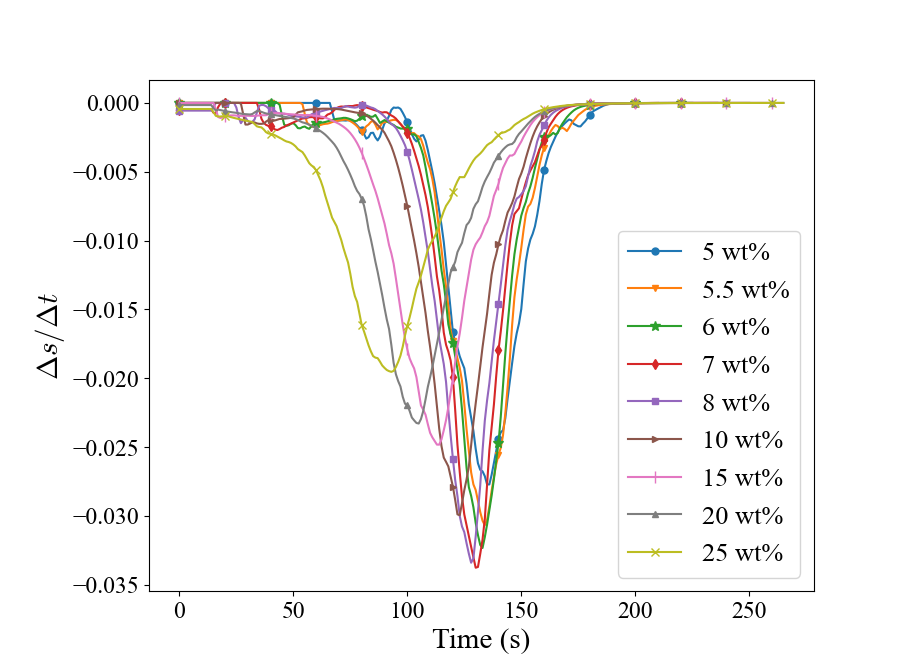 0.000
−0.005
−0.010
−0.015
−0.020
−0.025
−0.030
−0.035
Δs/Δt
0
50
100
150
200
250
Time (s)
5 wt%
5.5 wt%
6 wt%
7 wt%
8 wt%
10 wt%
15 wt%
20 wt%
25 wt%